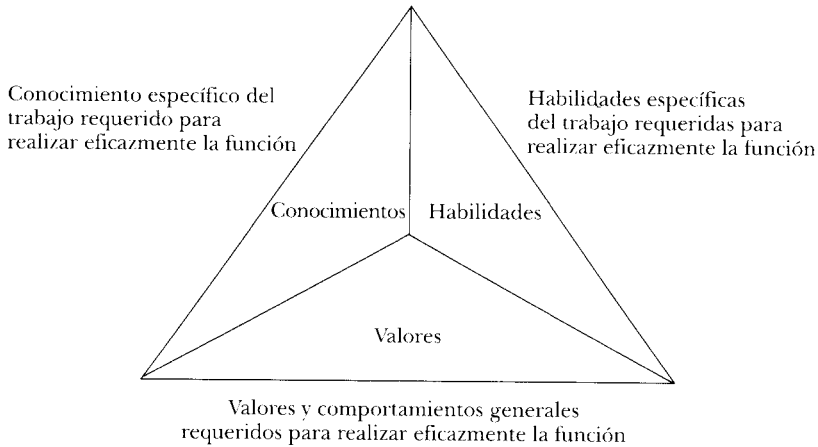 Conocimiento específico del
trabajo requerido para
realizar eficazmente la función
Habilidades específicas
del trabajo requeridas para
realizar eficazmente la función
Conocimientos
Habilidades
Valores
Valores y comportamientos generales
requeridos para realizar eficazmente la función